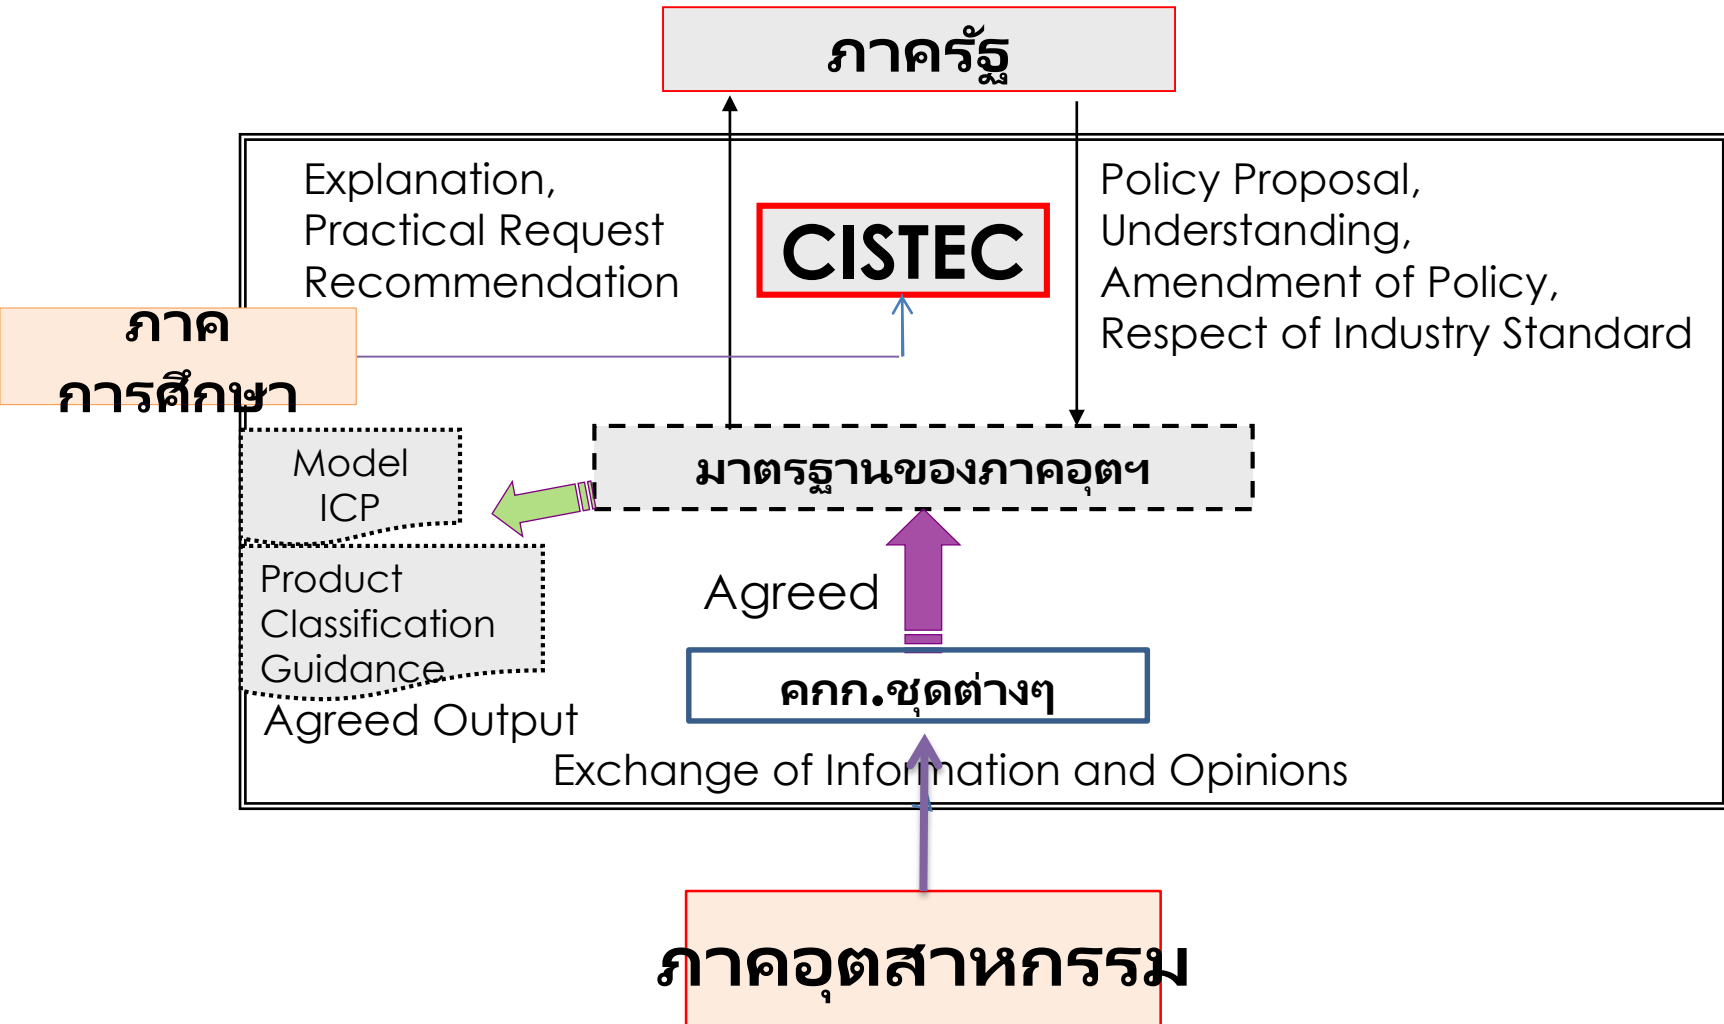 ภาครัฐ
Explanation,
Practical Request
Recommendation
CISTEC
Policy Proposal,
Understanding,
Amendment of Policy,
Respect of Industry Standard
ภาค
การศึกษา
มาตรฐานของภาคอุตฯ
Model
ICP
Product
Classification
Guidance
Agreed
คกก.ชุดต่างๆ
Agreed Output
Exchange of Information and Opinions
ภาคอุตสาหกรรม